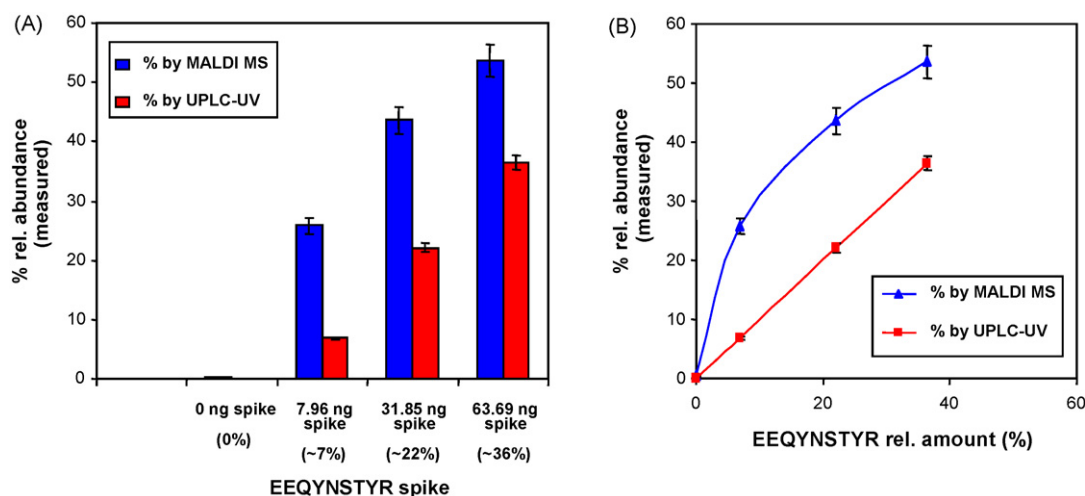 (A)
60
50
40
30
20
10
0
% rel. abundance
(measured)
% by MALDI MS
% by UPLC-UV
0 ng spike
(0%)
7.96 ng
spike
(~7%)
31.85 ng
spike
(~22%)
63.69 ng
spike
(~36%)
EEQYNSTYR spike
(B)
60
50
40
30
20
10
0
% rel. abundance
(measured)
% by MALDI MS
% by UPLC-UV
0
20
40
60
EEQYNSTYR rel. amount (%)